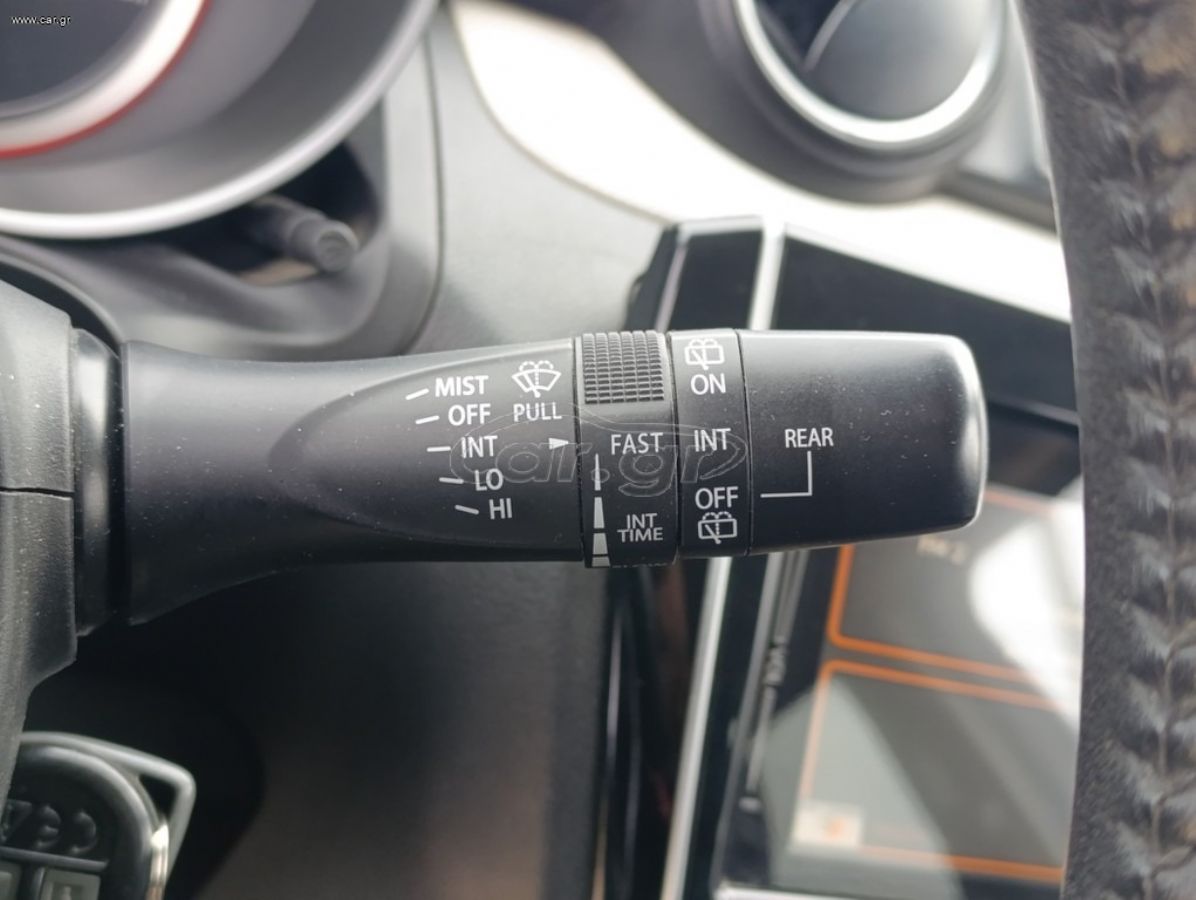 www.car.gr
MIST
OFF
INT
LO
HI
PULL
FAST
INT
TIME
ON
INT
OFF
REAR
car.gr